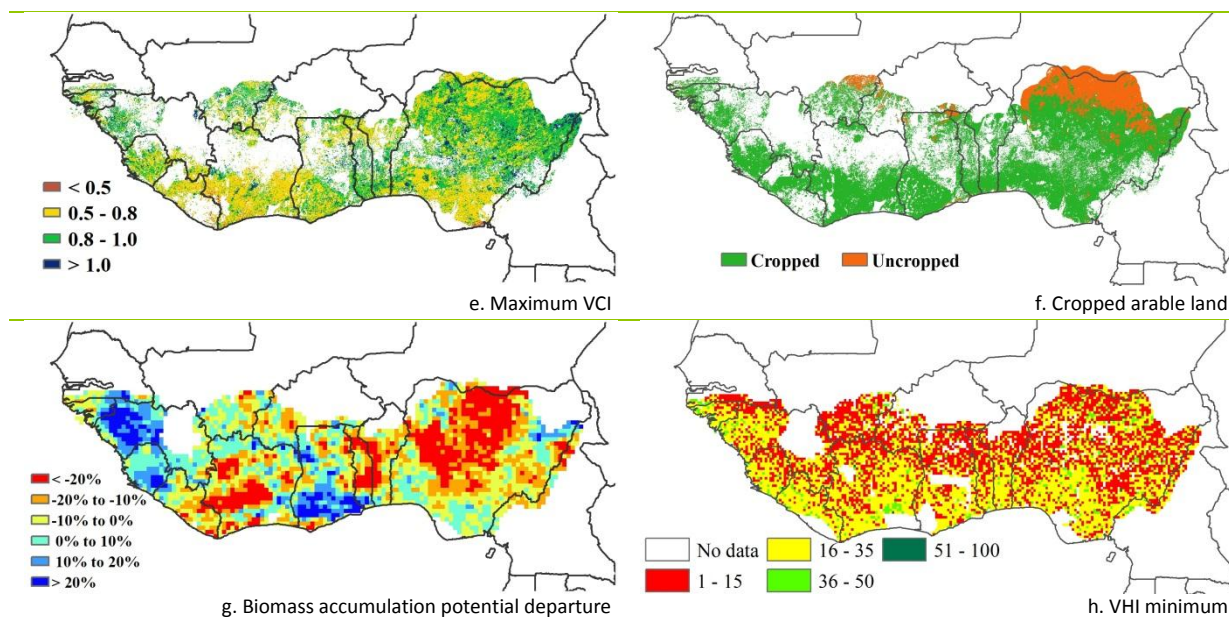 < 0.5
0.5 - 0.8
0.8 - 1.0
> 1.0
e. Maximum VCI
Cropped Uncropped
f. Cropped arable land
< -20%
-20% to -10%
-10% to 0%
0% to 10%
10% to 20%
> 20%
g. Biomass accumulation potential departure
No data 16 - 35 51 - 100
1 - 15 36 - 50
h. VHI minimum